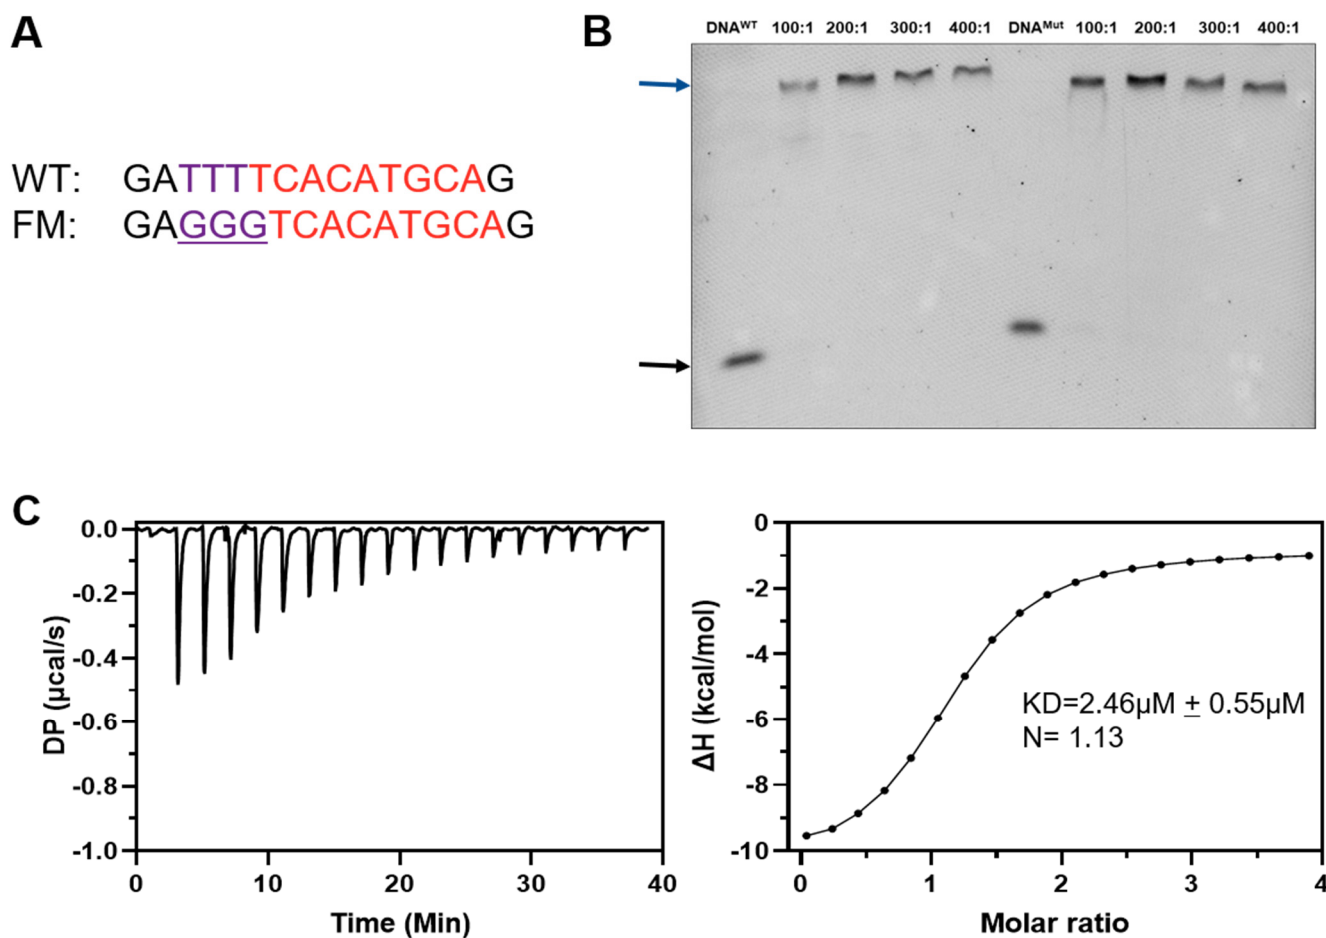 A
WT: GATTTTCACATGCAG
FM: GAGGGTCACATGCAG
B
DNAWT 100:1 200:1 300:1 400:1 DNAMut 100:1 200:1 300:1 400:1
C
0.0
-0.2
-0.4
-0.6
-0.8
-1.0
DP (µcal/s)
0 10 20 30 40
Time (Min)
0
-2
-4
-6
-8
-10
ΔH (kcal/mol)
KD=2.46µM ± 0.55µM
N= 1.13
0 1 2 3 4
Molar ratio